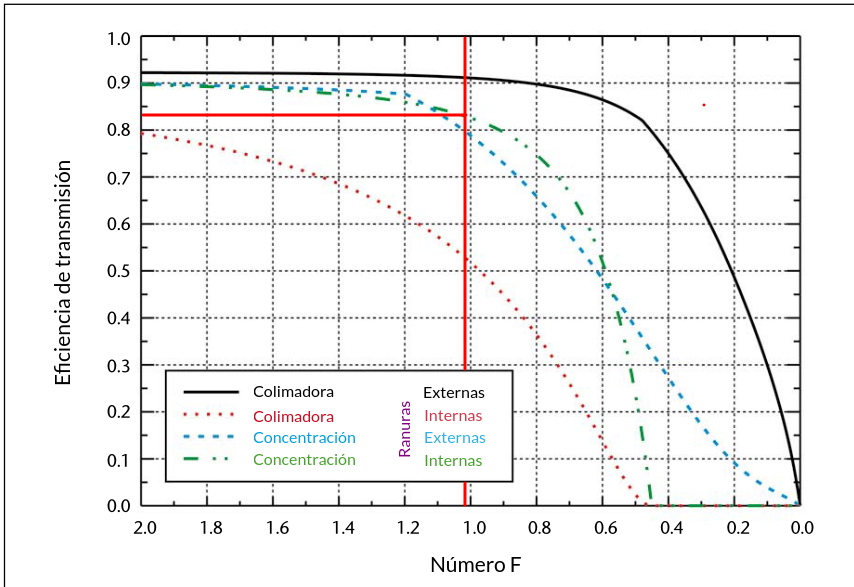 1.0
0.9
0.8
0.7
0.6
0.5
0.4
0.3
0.2
0.1
0.0
Eficiencia de transmisión
Colimadora Externas
Colimadora Internas
Concentración Externas
Concentración Internas
Ranuras
2.0 1.8 1.6 1.4 1.2 1.0 0.8 0.6 0.4 0.2 0.0
Número F